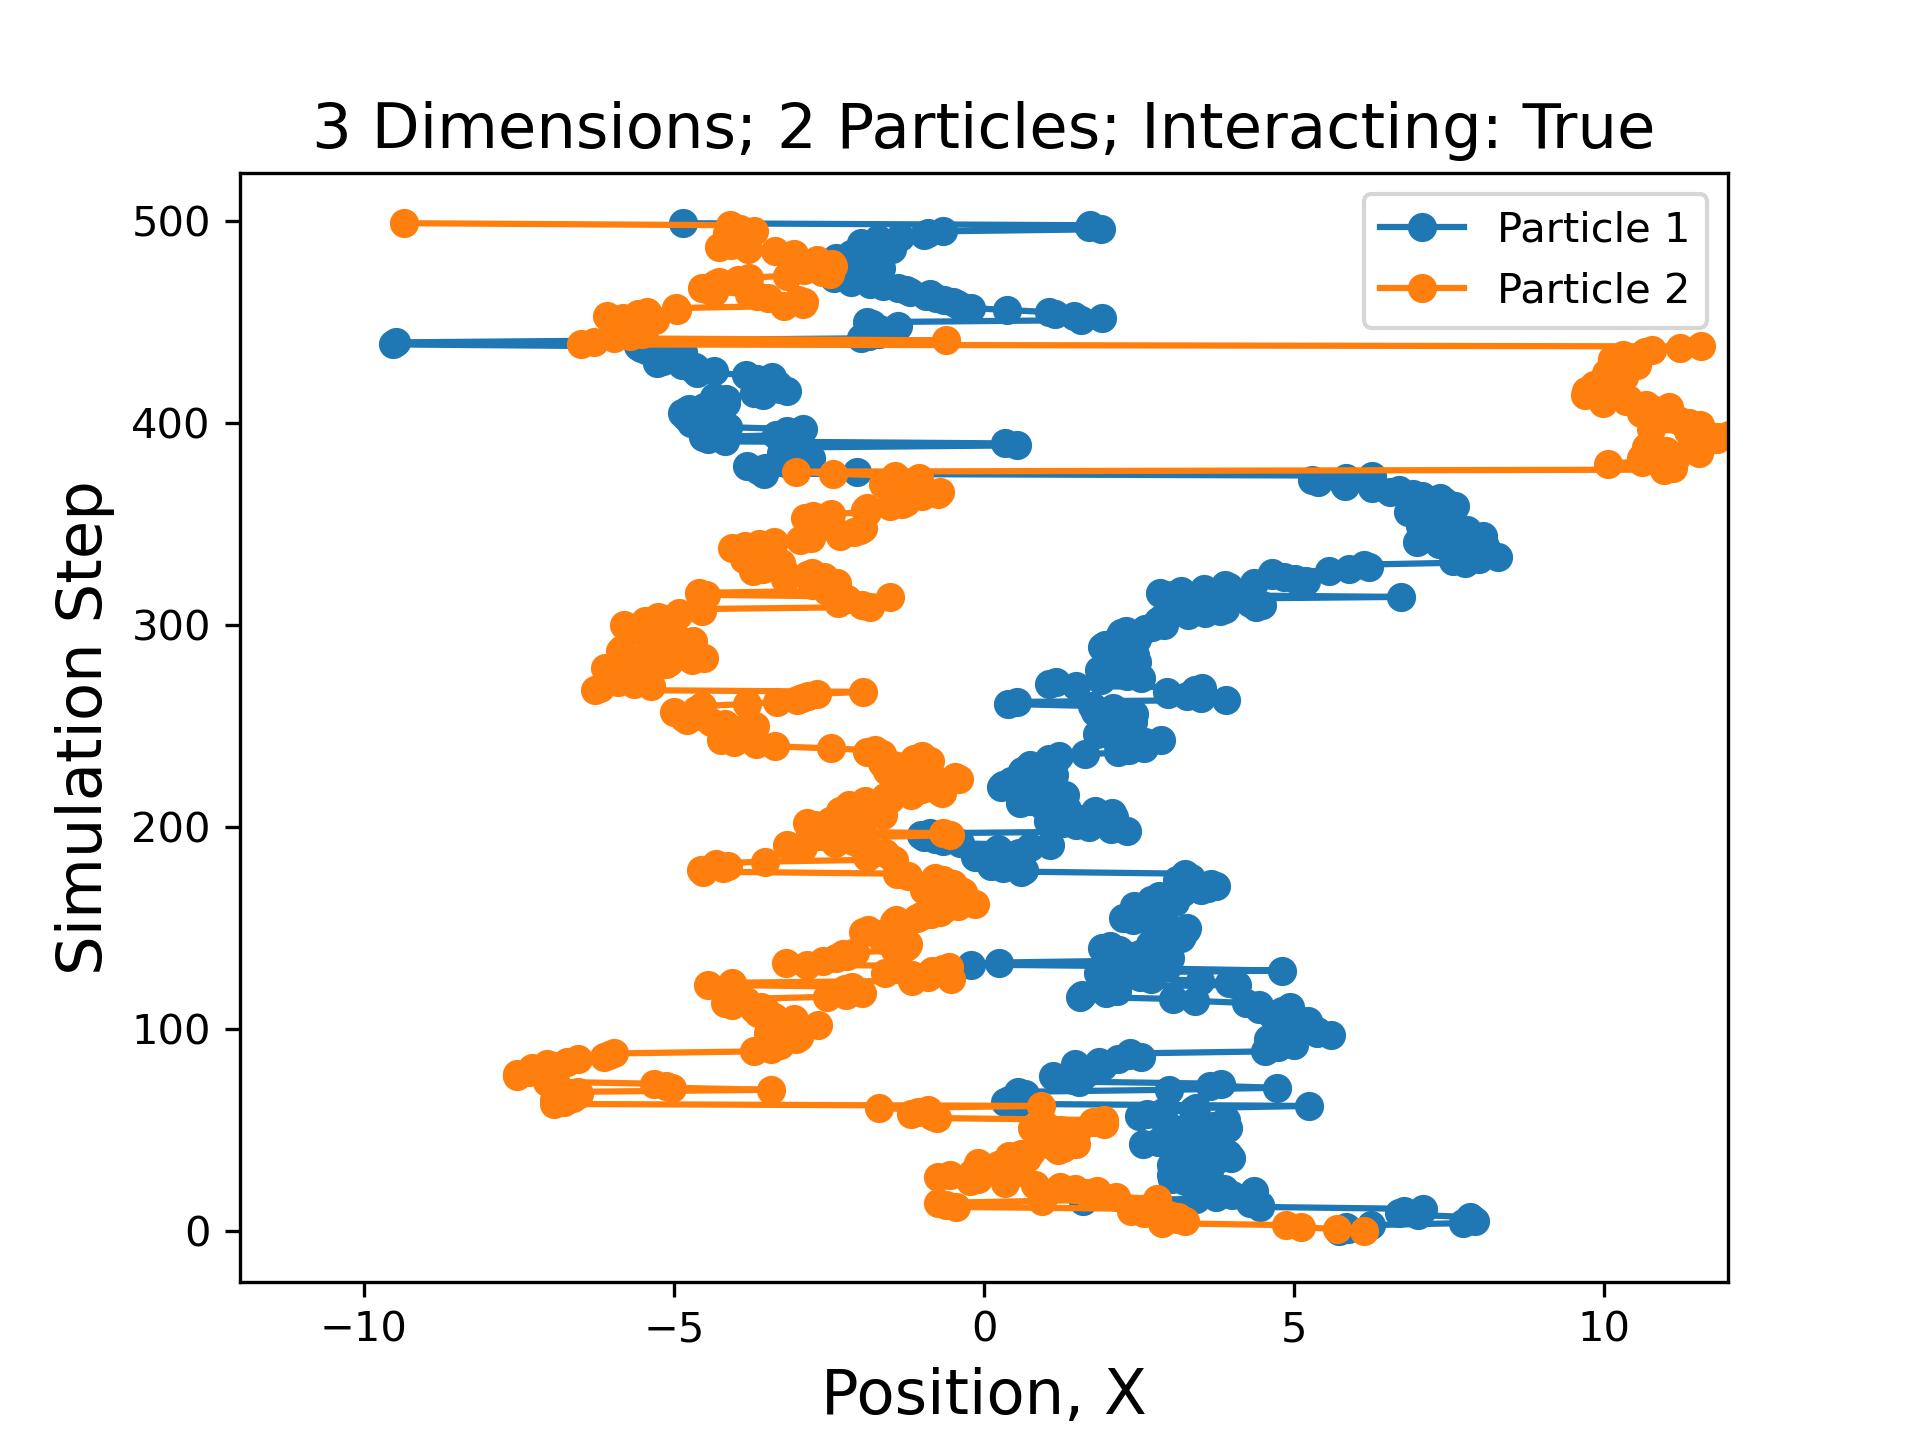 3 Dimensions; 2 Particles; Interacting: True
Particle 1
Particle 2
Simulation Step
500
400
300
200
100
0
−10
−5
0
5
10
Position, X